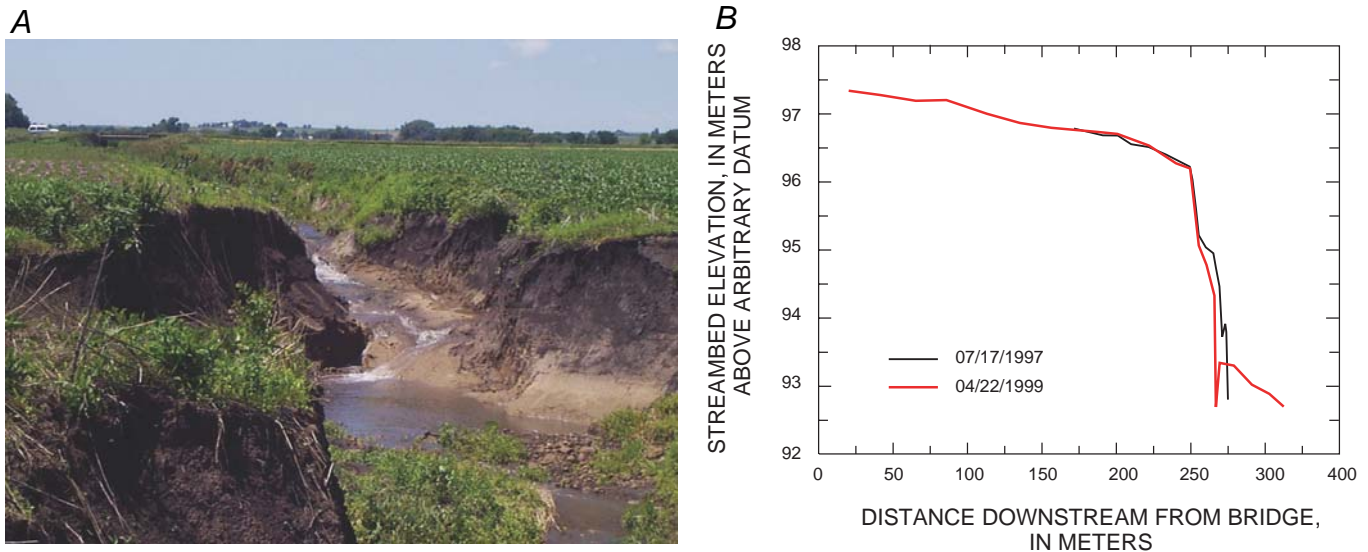 A
B
STREAMBED ELEVATION, IN METERS
ABOVE ARBITRARY DATUM
98
97
96
95
94
93
92
07/17/1997
04/22/1999
0 50 100 150 200 250 300 350 400
DISTANCE DOWNSTREAM FROM BRIDGE,
IN METERS